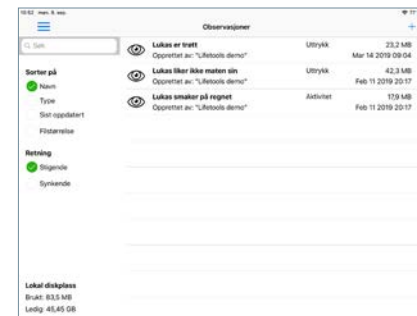 Observasjoner
Søk
Sorter på
Navn
Type
Sist oppdatert
Filstørrelse
Retning
Stigende
Synkende
Lukas er trøtt
Uttrykk
23,2 MB
Opprettet av: "Lifetools demo"
Mar 14 2019 09:04
Lukas liker ikke maten sin
Uttrykk
42,3 MB
Opprettet av: "Lifetools demo"
Feb 11 2019 20:17
Lukas smaker på regnet
Aktivitet
17,9 MB
Opprettet av: "Lifetools demo"
Feb 11 2019 20:17
Lokal diskplass
Brukt: 83,5 MB
Ledig: 45,45 GB